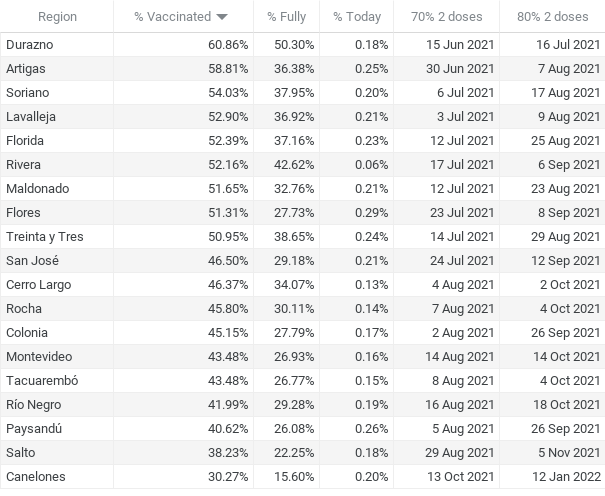 Region % Vaccinated % Fully % Today 70% 2 doses 80% 2 doses
Durazno 60.86% 50.30% 0.18% 15 Jun 2021 16 Jul 2021
Artigas 58.81% 36.38% 0.25% 30 Jun 2021 7 Aug 2021
Soriano 54.03% 37.95% 0.20% 6 Jul 2021 17 Aug 2021
Lavalleja 52.90% 36.92% 0.21% 3 Jul 2021 9 Aug 2021
Florida 52.39% 37.16% 0.23% 12 Jul 2021 25 Aug 2021
Rivera 52.16% 42.62% 0.06% 17 Jul 2021 6 Sep 2021
Maldonado 51.65% 32.76% 0.21% 12 Jul 2021 23 Aug 2021
Flores 51.31% 27.73% 0.29% 23 Jul 2021 8 Sep 2021
Treinta y Tres 50.95% 38.65% 0.24% 14 Jul 2021 29 Aug 2021
San José 46.50% 29.18% 0.21% 24 Jul 2021 12 Sep 2021
Cerro Largo 46.37% 34.07% 0.13% 4 Aug 2021 2 Oct 2021
Rocha 45.80% 30.11% 0.14% 7 Aug 2021 4 Oct 2021
Colonia 45.15% 27.79% 0.17% 2 Aug 2021 26 Sep 2021
Montevideo 43.48% 26.93% 0.16% 14 Aug 2021 14 Oct 2021
Tacuarembó 43.48% 26.77% 0.15% 8 Aug 2021 4 Oct 2021
Río Negro 41.99% 29.28% 0.19% 16 Aug 2021 18 Oct 2021
Paysandú 40.62% 26.08% 0.26% 5 Aug 2021 26 Sep 2021
Salto 38.23% 22.25% 0.18% 29 Aug 2021 5 Nov 2021
Canelones 30.27% 15.60% 0.20% 13 Oct 2021 12 Jan 2022